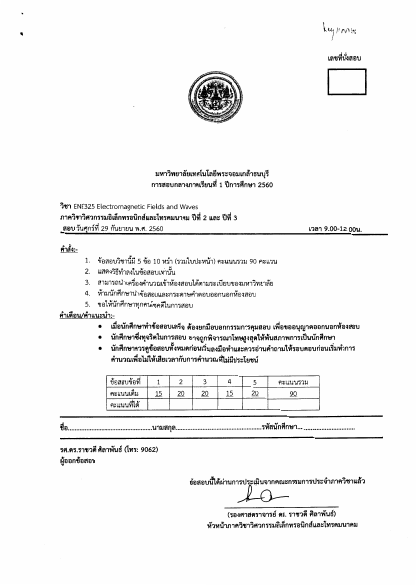 เลขที่นั่งสอบ
มหาวิทยาลัยเทคโนโลยีพระจอมเกล้าธนบุรี
การสอบกลางภาคเรียนที่ 1 ปีการศึกษา 2560
วิชา ENE325 Electromagnetic Fields and Waves
ภาควิชาวิศวกรรมอิเล็กทรอนิกส์และโทรคมนาคม ปีที่ 2 และ ปีที่ 3
สอบ วันศุกร์ที่ 29 กันยายน พ.ศ. 2560 เวลา 9.00-12.00น.
คำสั่ง:-
1. ข้อสอบวิชานี้มี 5 ข้อ 10 หน้า (รวมใบปะหน้า) คะแนนรวม 90 คะแนน
2. แสดงวิธีทำลงในข้อสอบเท่านั้น
3. สามารถนำเครื่องคำนวณเข้าห้องสอบได้ตามระเบียบของมหาวิทยาลัย
4. ห้ามนักศึกษานำข้อสอบและกระดาษคำตอบออกนอกห้องสอบ
5. ขอให้นักศึกษาทุกคนโชคดีในการสอบ
คำเตือน/คำแนะนำ:-
• เมื่อนักศึกษาทำข้อสอบเสร็จ ต้องยกมือบอกกรรมการคุมสอบ เพื่อขออนุญาตออกนอกห้องสอบ
• นักศึกษาซึ่งทุจริตในการสอบ อาจถูกพิจารณาโทษสูงสุดให้พ้นสภาพการเป็นนักศึกษา
• นักศึกษาควรดูข้อสอบทั้งหมดก่อนเริ่มลงมือทำและควรอ่านคำถามให้รอบคอบก่อนเริ่มทำการ
คำนวณเพื่อไม่ให้เสียเวลากับการคำนวณที่ไม่มีประโยชน์
ข้อสอบข้อที่ 1 2 3 4 5 คะแนนรวม
คะแนนเต็ม 15 20 20 15 20 90
คะแนนที่ได้
ชื่อ..............................นามสกุล..............................รหัสนักศึกษา..............................
รศ.ดร.ราชวดี ศิลาพันธ์ (โทร: 9062)
ผู้ออกข้อสอบ
ข้อสอบนี้ได้ผ่านการประเมินจากคณะกรรมการประจำภาควิชาแล้ว
(รองศาสตราจารย์ ดร. ราชวดี ศิลาพันธ์)
หัวหน้าภาควิชาวิศวกรรมอิเล็กทรอนิกส์และโทรคมนาคม